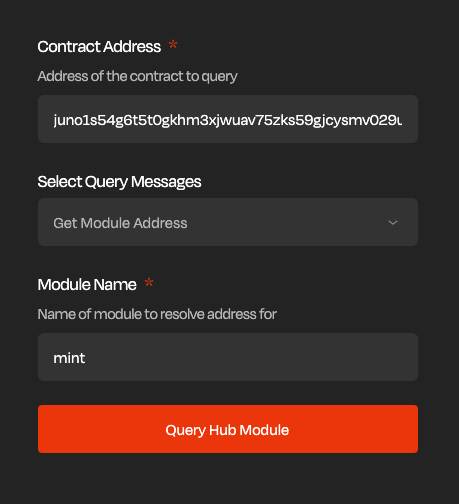 Contract Address *
Address of the contract to query
juno1s54g6t5t0gkhm3xjwuav75zks59gjcysmv029u
Select Query Messages
Get Module Address
Module Name *
Name of module to resolve address for
mint
Query Hub Module